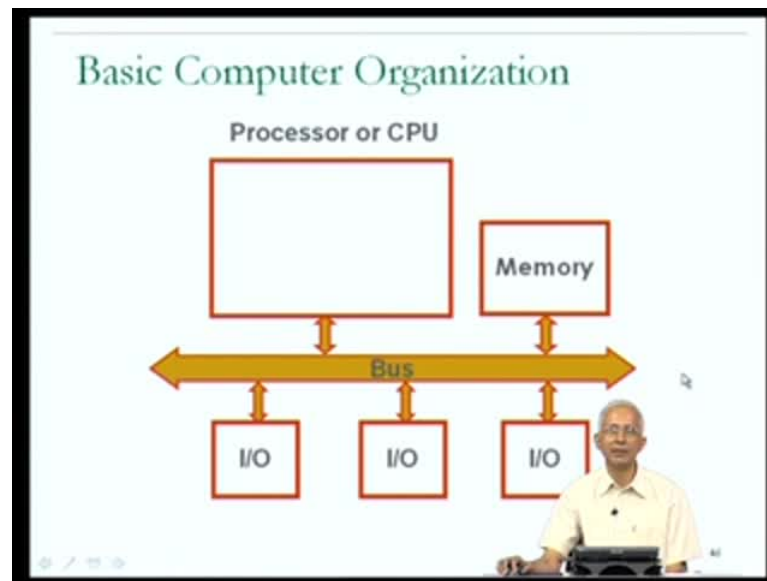 Basic Computer Organization
Processor or CPU
Memory
Bus
I/O
I/O
I/O